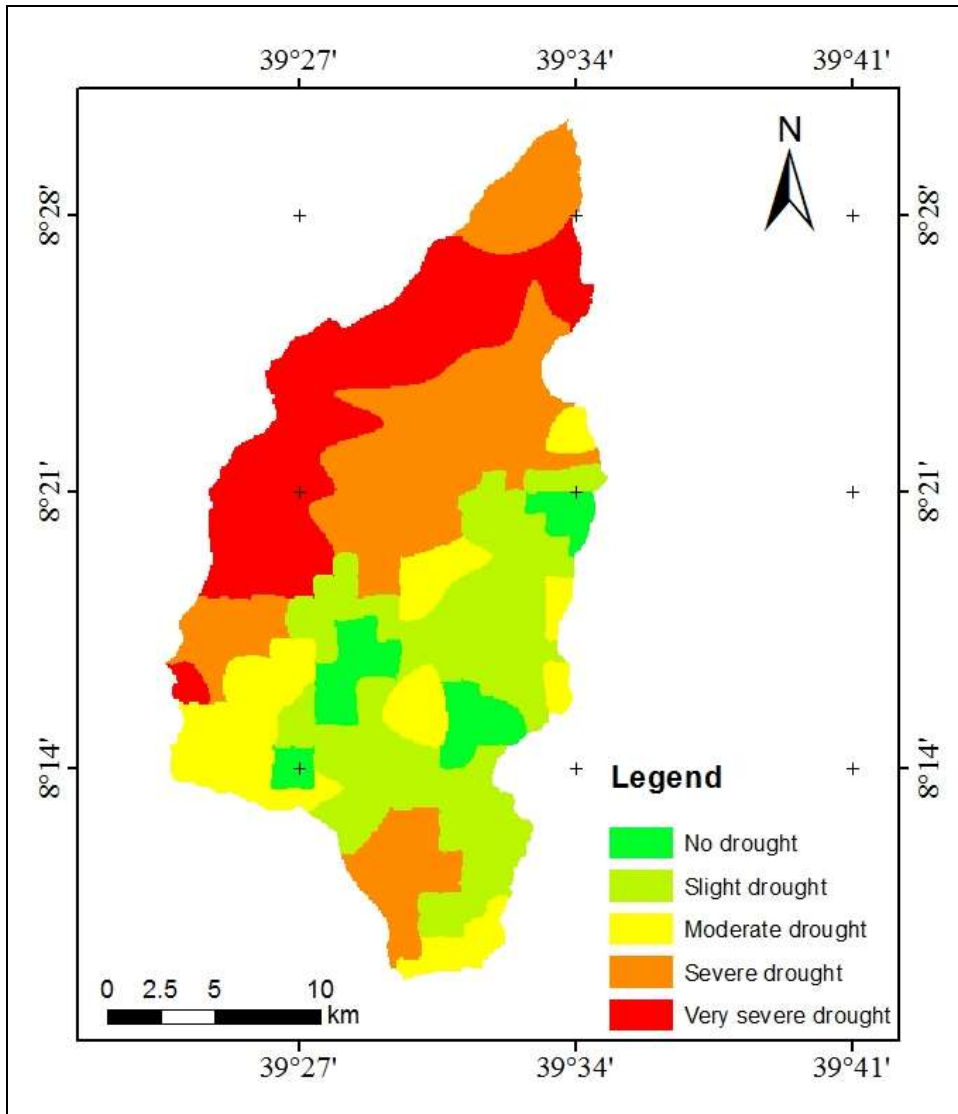 39°27' 39°34' 39°41'
N
8°28' 8°28'
8°21' 8°21'
8°14' 8°14'
Legend
No drought
Slight drought
Moderate drought
Severe drought
Very severe drought
0 2.5 5 10
km
39°27' 39°34' 39°41'